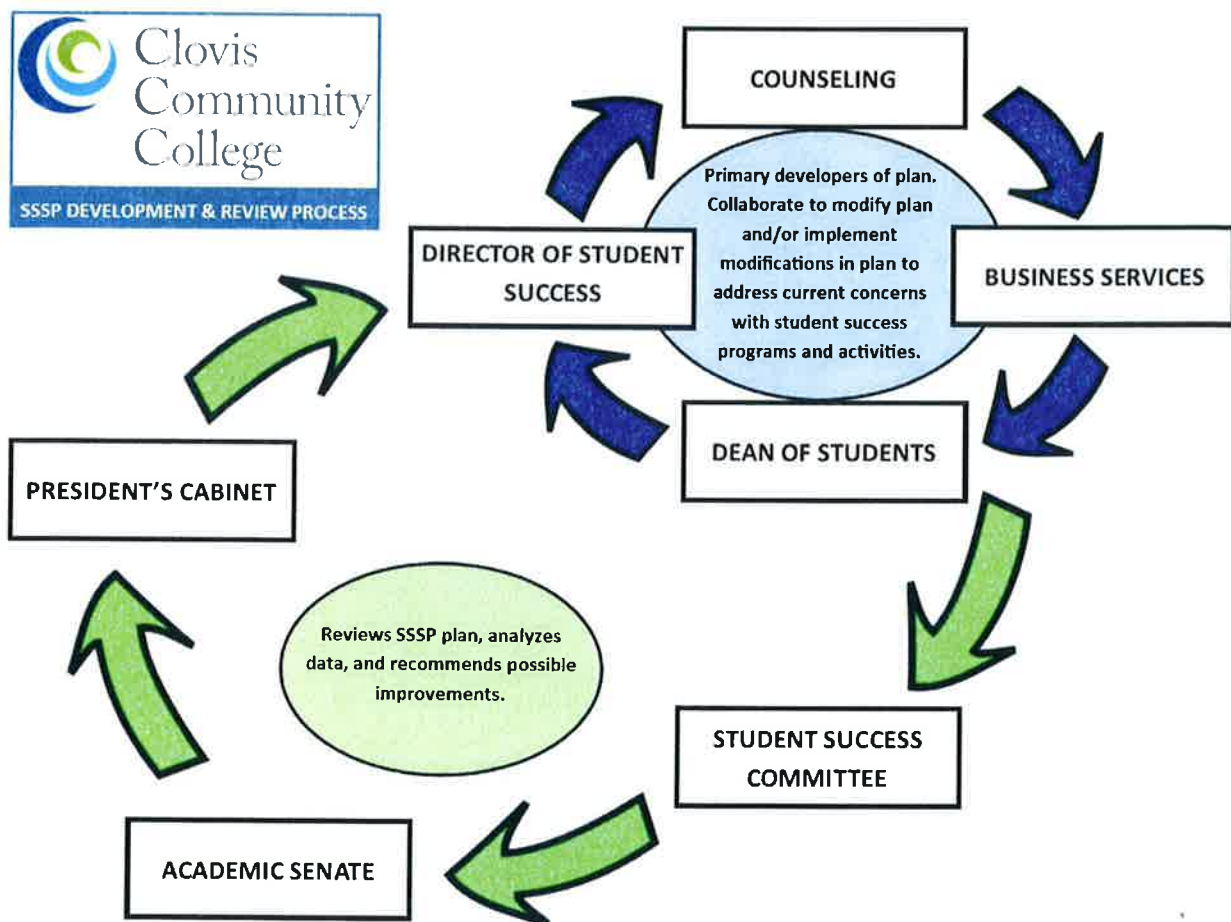 Clovis
Community
College
SSSP DEVELOPMENT & REVIEW PROCESS
COUNSELING
Primary developers of plan.
Collaborate to modify plan
and/or implement
modifications in plan to
address current concerns
with student success
programs and activities.
DIRECTOR OF STUDENT
SUCCESS
BUSINESS SERVICES
DEAN OF STUDENTS
PRESIDENT’S CABINET
Reviews SSSP plan, analyzes
data, and recommends possible
improvements.
STUDENT SUCCESS
COMMITTEE
ACADEMIC SENATE